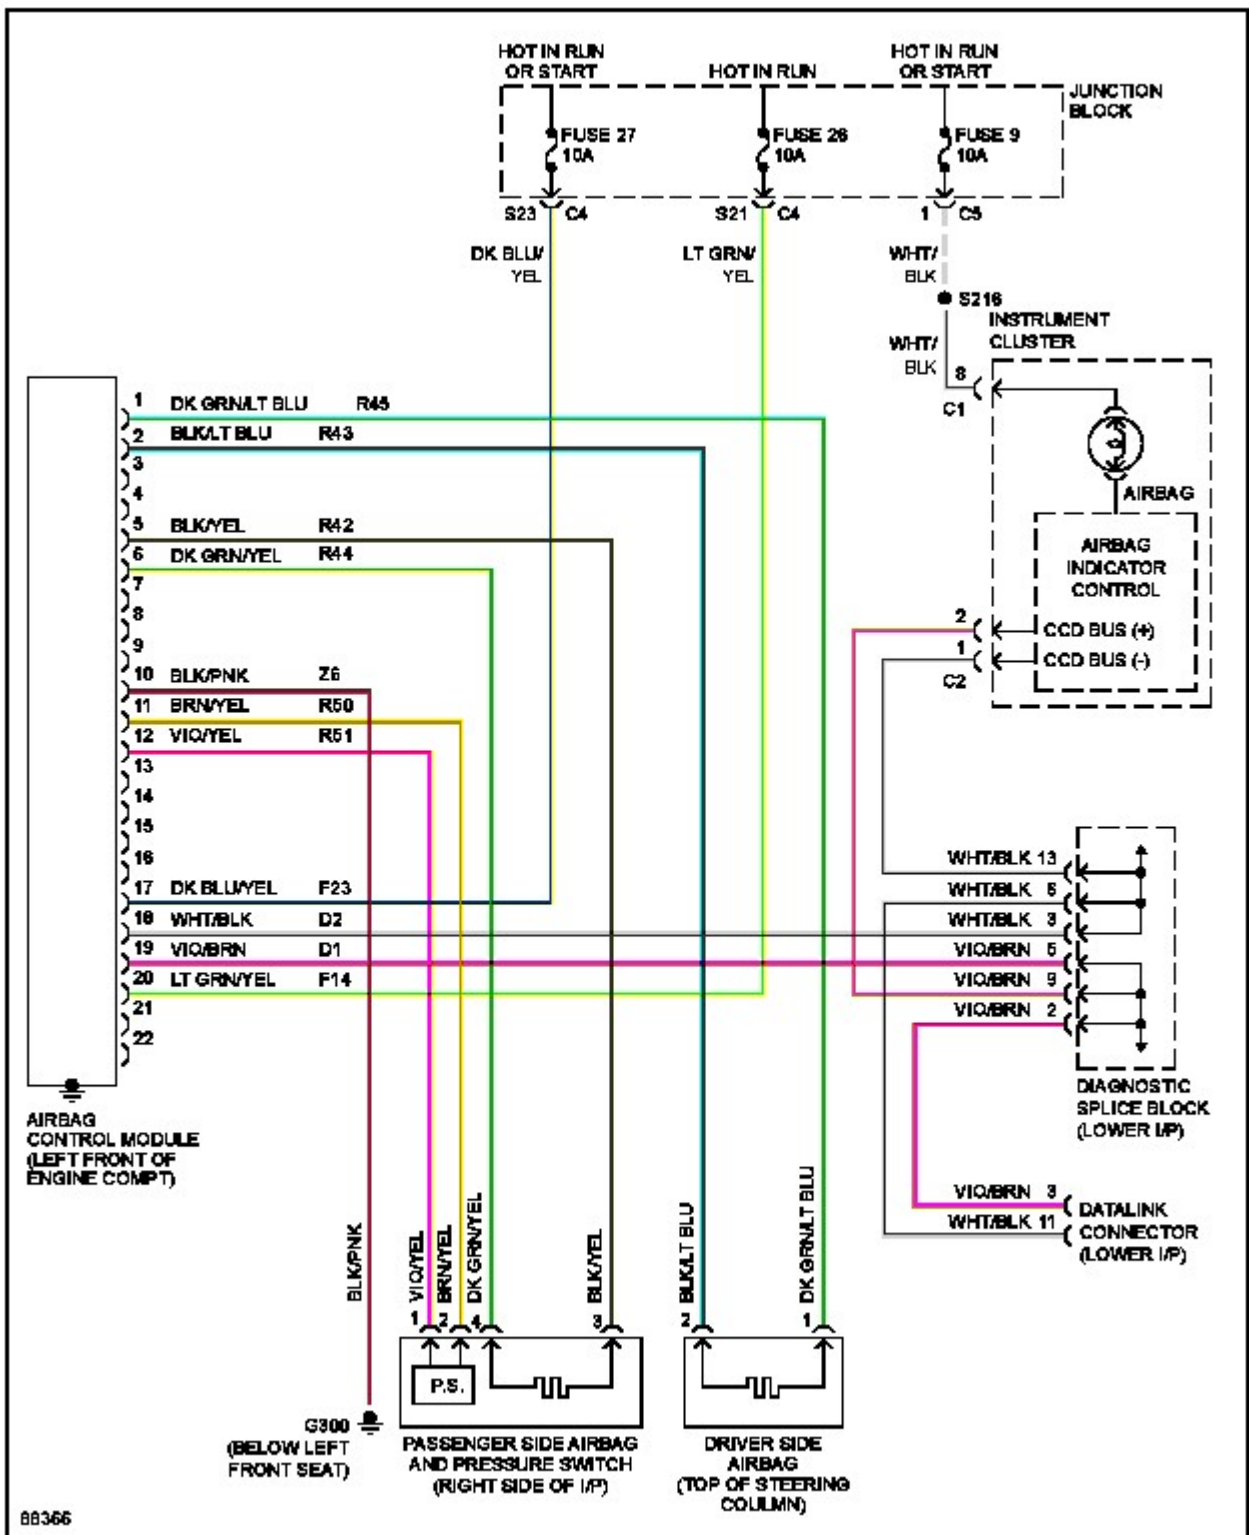 HOT IN RUN
OR START
HOT IN RUN
HOT IN RUN
OR START
JUNCTION
BLOCK
FUSE 27
10A
FUSE 26
10A
FUSE 9
10A
S23 C4
S21 C4
1 C5
DK BLU/
YEL
LT GRN/
YEL
WHT/
BLK
S216
INSTRUMENT
CLUSTER
WHT/
BLK
8
C1
AIRBAG
AIRBAG
INDICATOR
CONTROL
2
CCD BUS (+)
1
CCD BUS (-)
C2
1 DK GRN/LT BLU R45
2 BLK/LT BLU R43
3
4
5 BLK/YEL R42
6 DK GRN/YEL R44
7
8
9
10 BLK/PNK Z6
11 BRN/YEL R50
12 VIO/YEL R51
13
14
15
16
17 DK BLU/YEL F23
18 WHT/BLK D2
19 VIO/BRN D1
20 LT GRN/YEL F14
21
22
WHT/BLK 13
WHT/BLK 6
WHT/BLK 3
VIO/BRN 5
VIO/BRN 9
VIO/BRN 2
DIAGNOSTIC
SPLICE BLOCK
(LOWER I/P)
AIRBAG
CONTROL MODULE
(LEFT FRONT OF
ENGINE COMPT)
VIO/BRN 3
WHT/BLK 11
DATALINK
CONNECTOR
(LOWER I/P)
BLK/PNK
VIO/YEL
BRN/YEL
DK GRN/YEL
BLK/YEL
BLK/LT BLU
DK GRN/LT BLU
1 2 4 3 2 1
P.S.
G300
(BELOW LEFT
FRONT SEAT)
PASSENGER SIDE AIRBAG
AND PRESSURE SWITCH
(RIGHT SIDE OF I/P)
DRIVER SIDE
AIRBAG
(TOP OF STEERING
COULMN)
88366